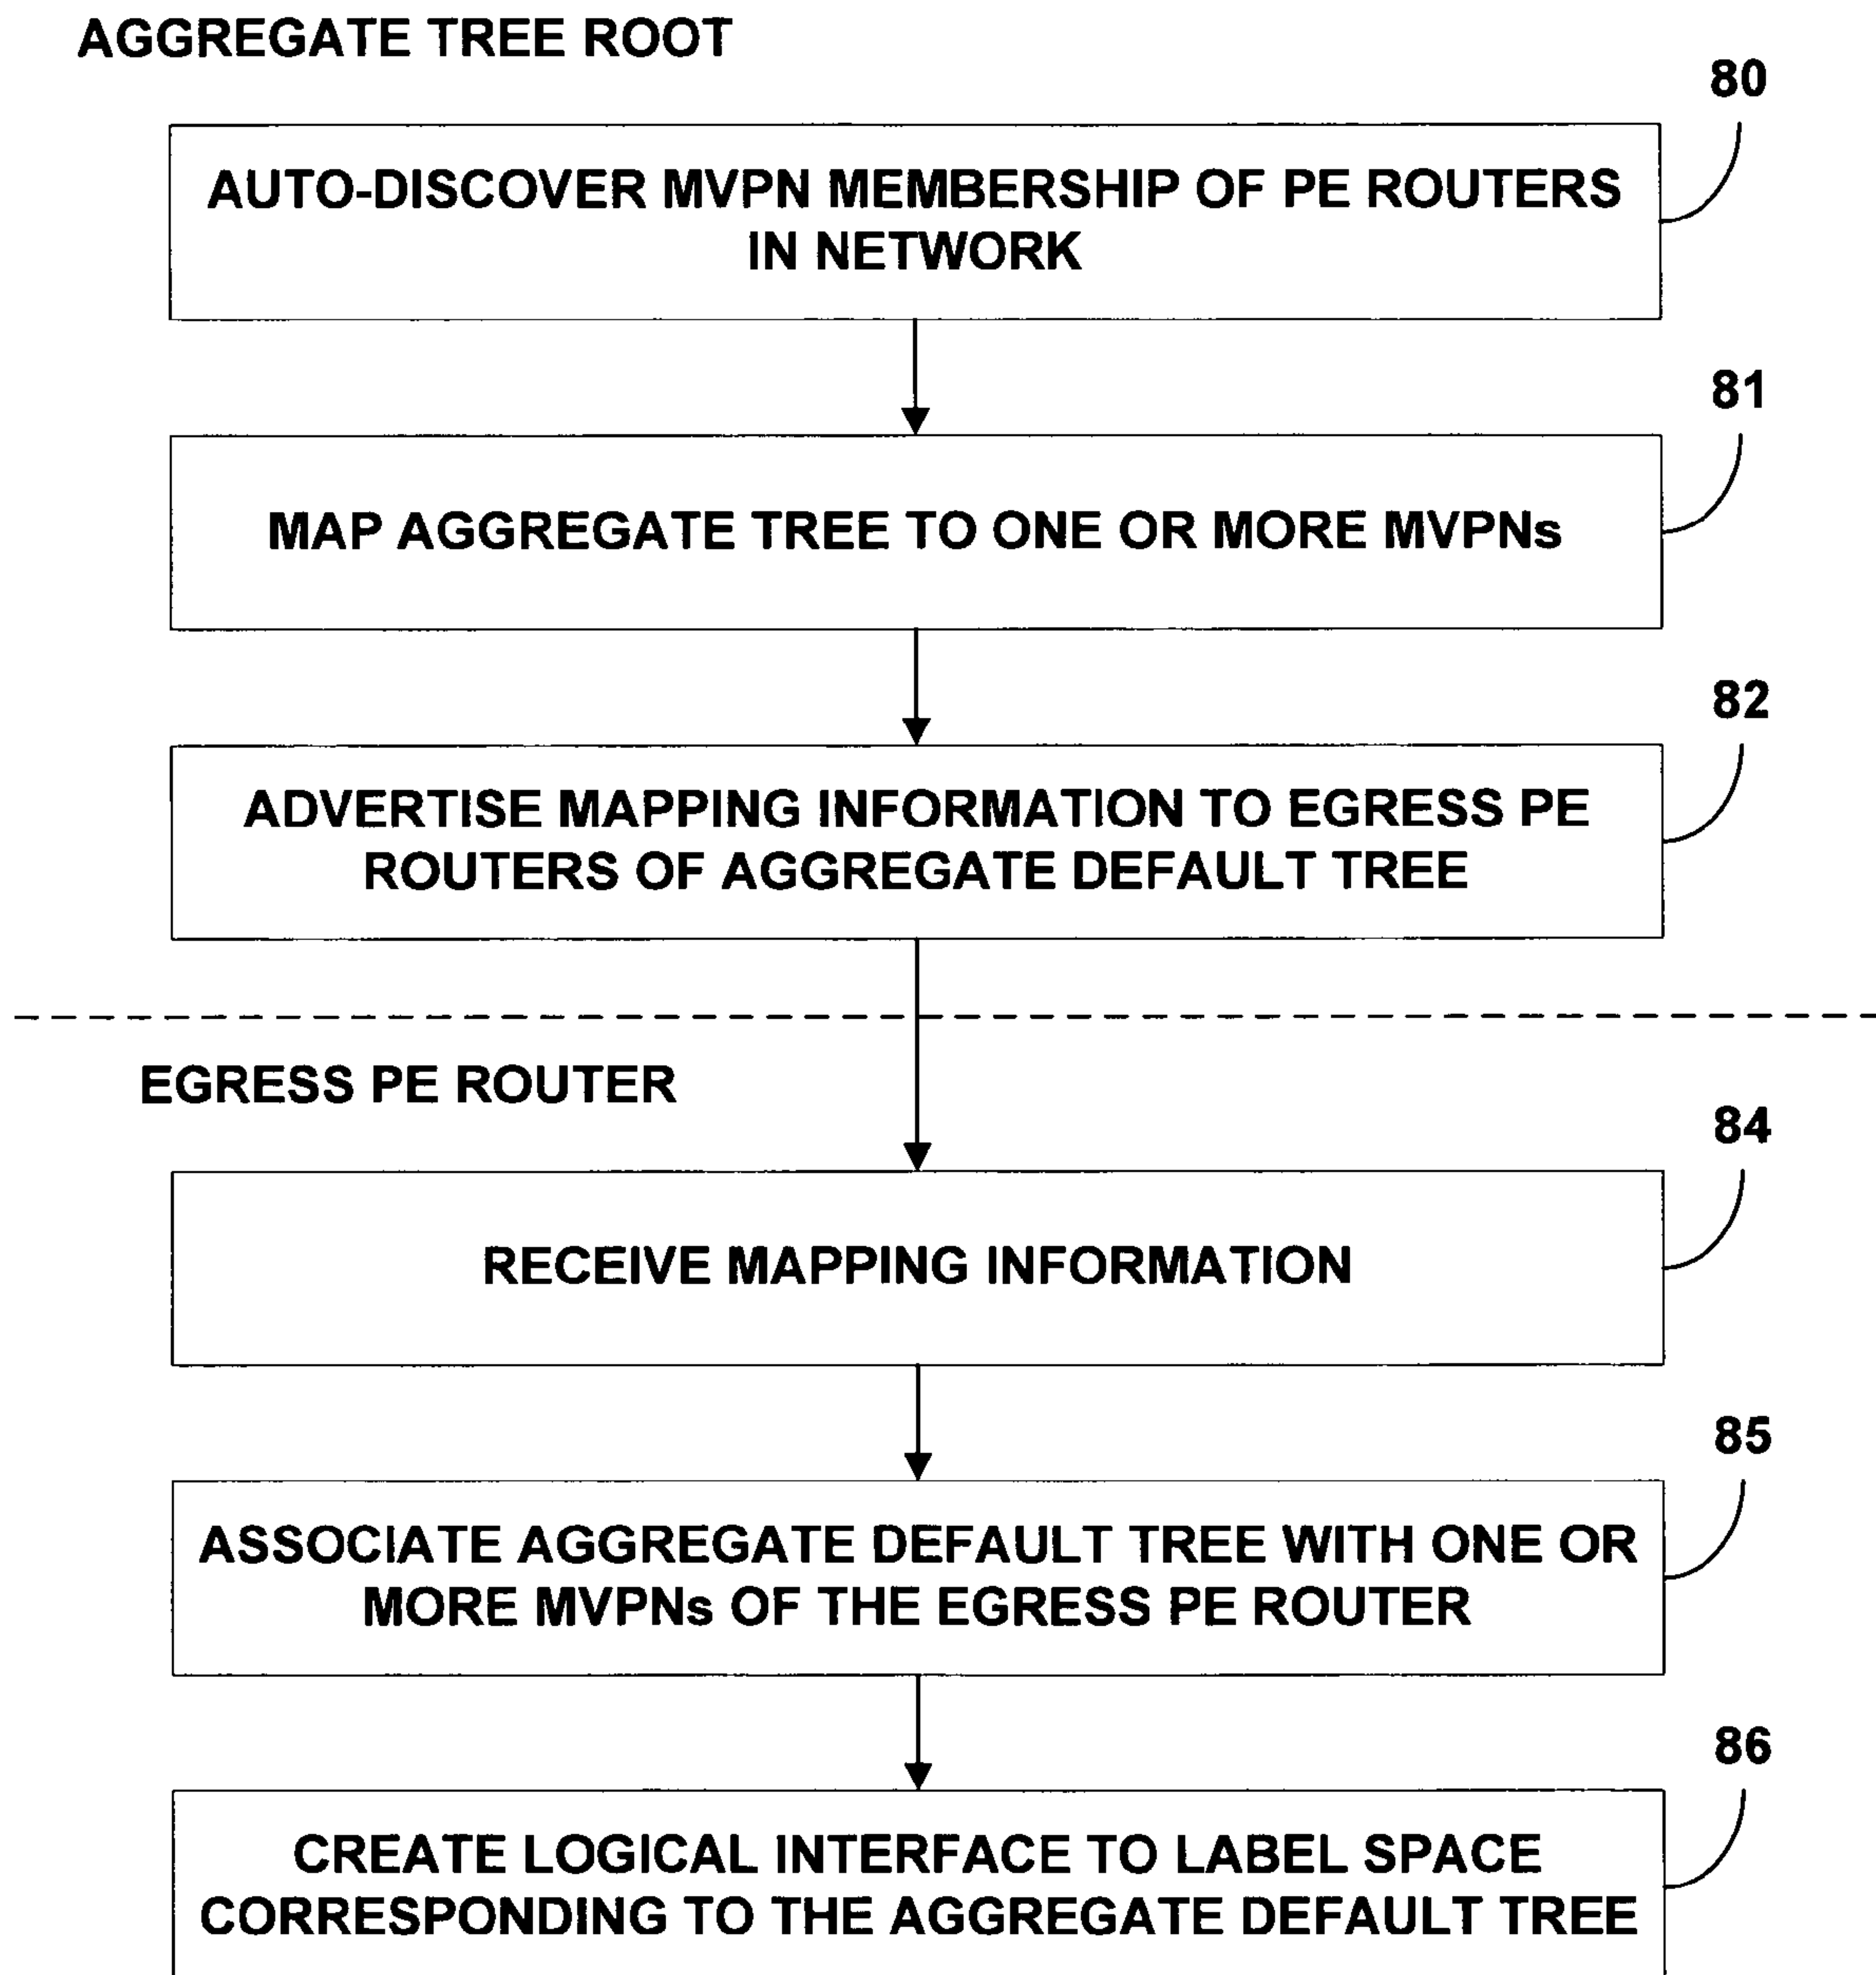 AGGREGATE TREE ROOT
80
AUTO-DISCOVER MVPN MEMBERSHIP OF PE ROUTERS
IN NETWORK
81
MAP AGGREGATE TREE TO ONE OR MORE MVPNs
82
ADVERTISE MAPPING INFORMATION TO EGRESS PE
ROUTERS OF AGGREGATE DEFAULT TREE
EGRESS PE ROUTER
84
RECEIVE MAPPING INFORMATION
85
ASSOCIATE AGGREGATE DEFAULT TREE WITH ONE OR
MORE MVPNs OF THE EGRESS PE ROUTER
86
CREATE LOGICAL INTERFACE TO LABEL SPACE
CORRESPONDING TO THE AGGREGATE DEFAULT TREE